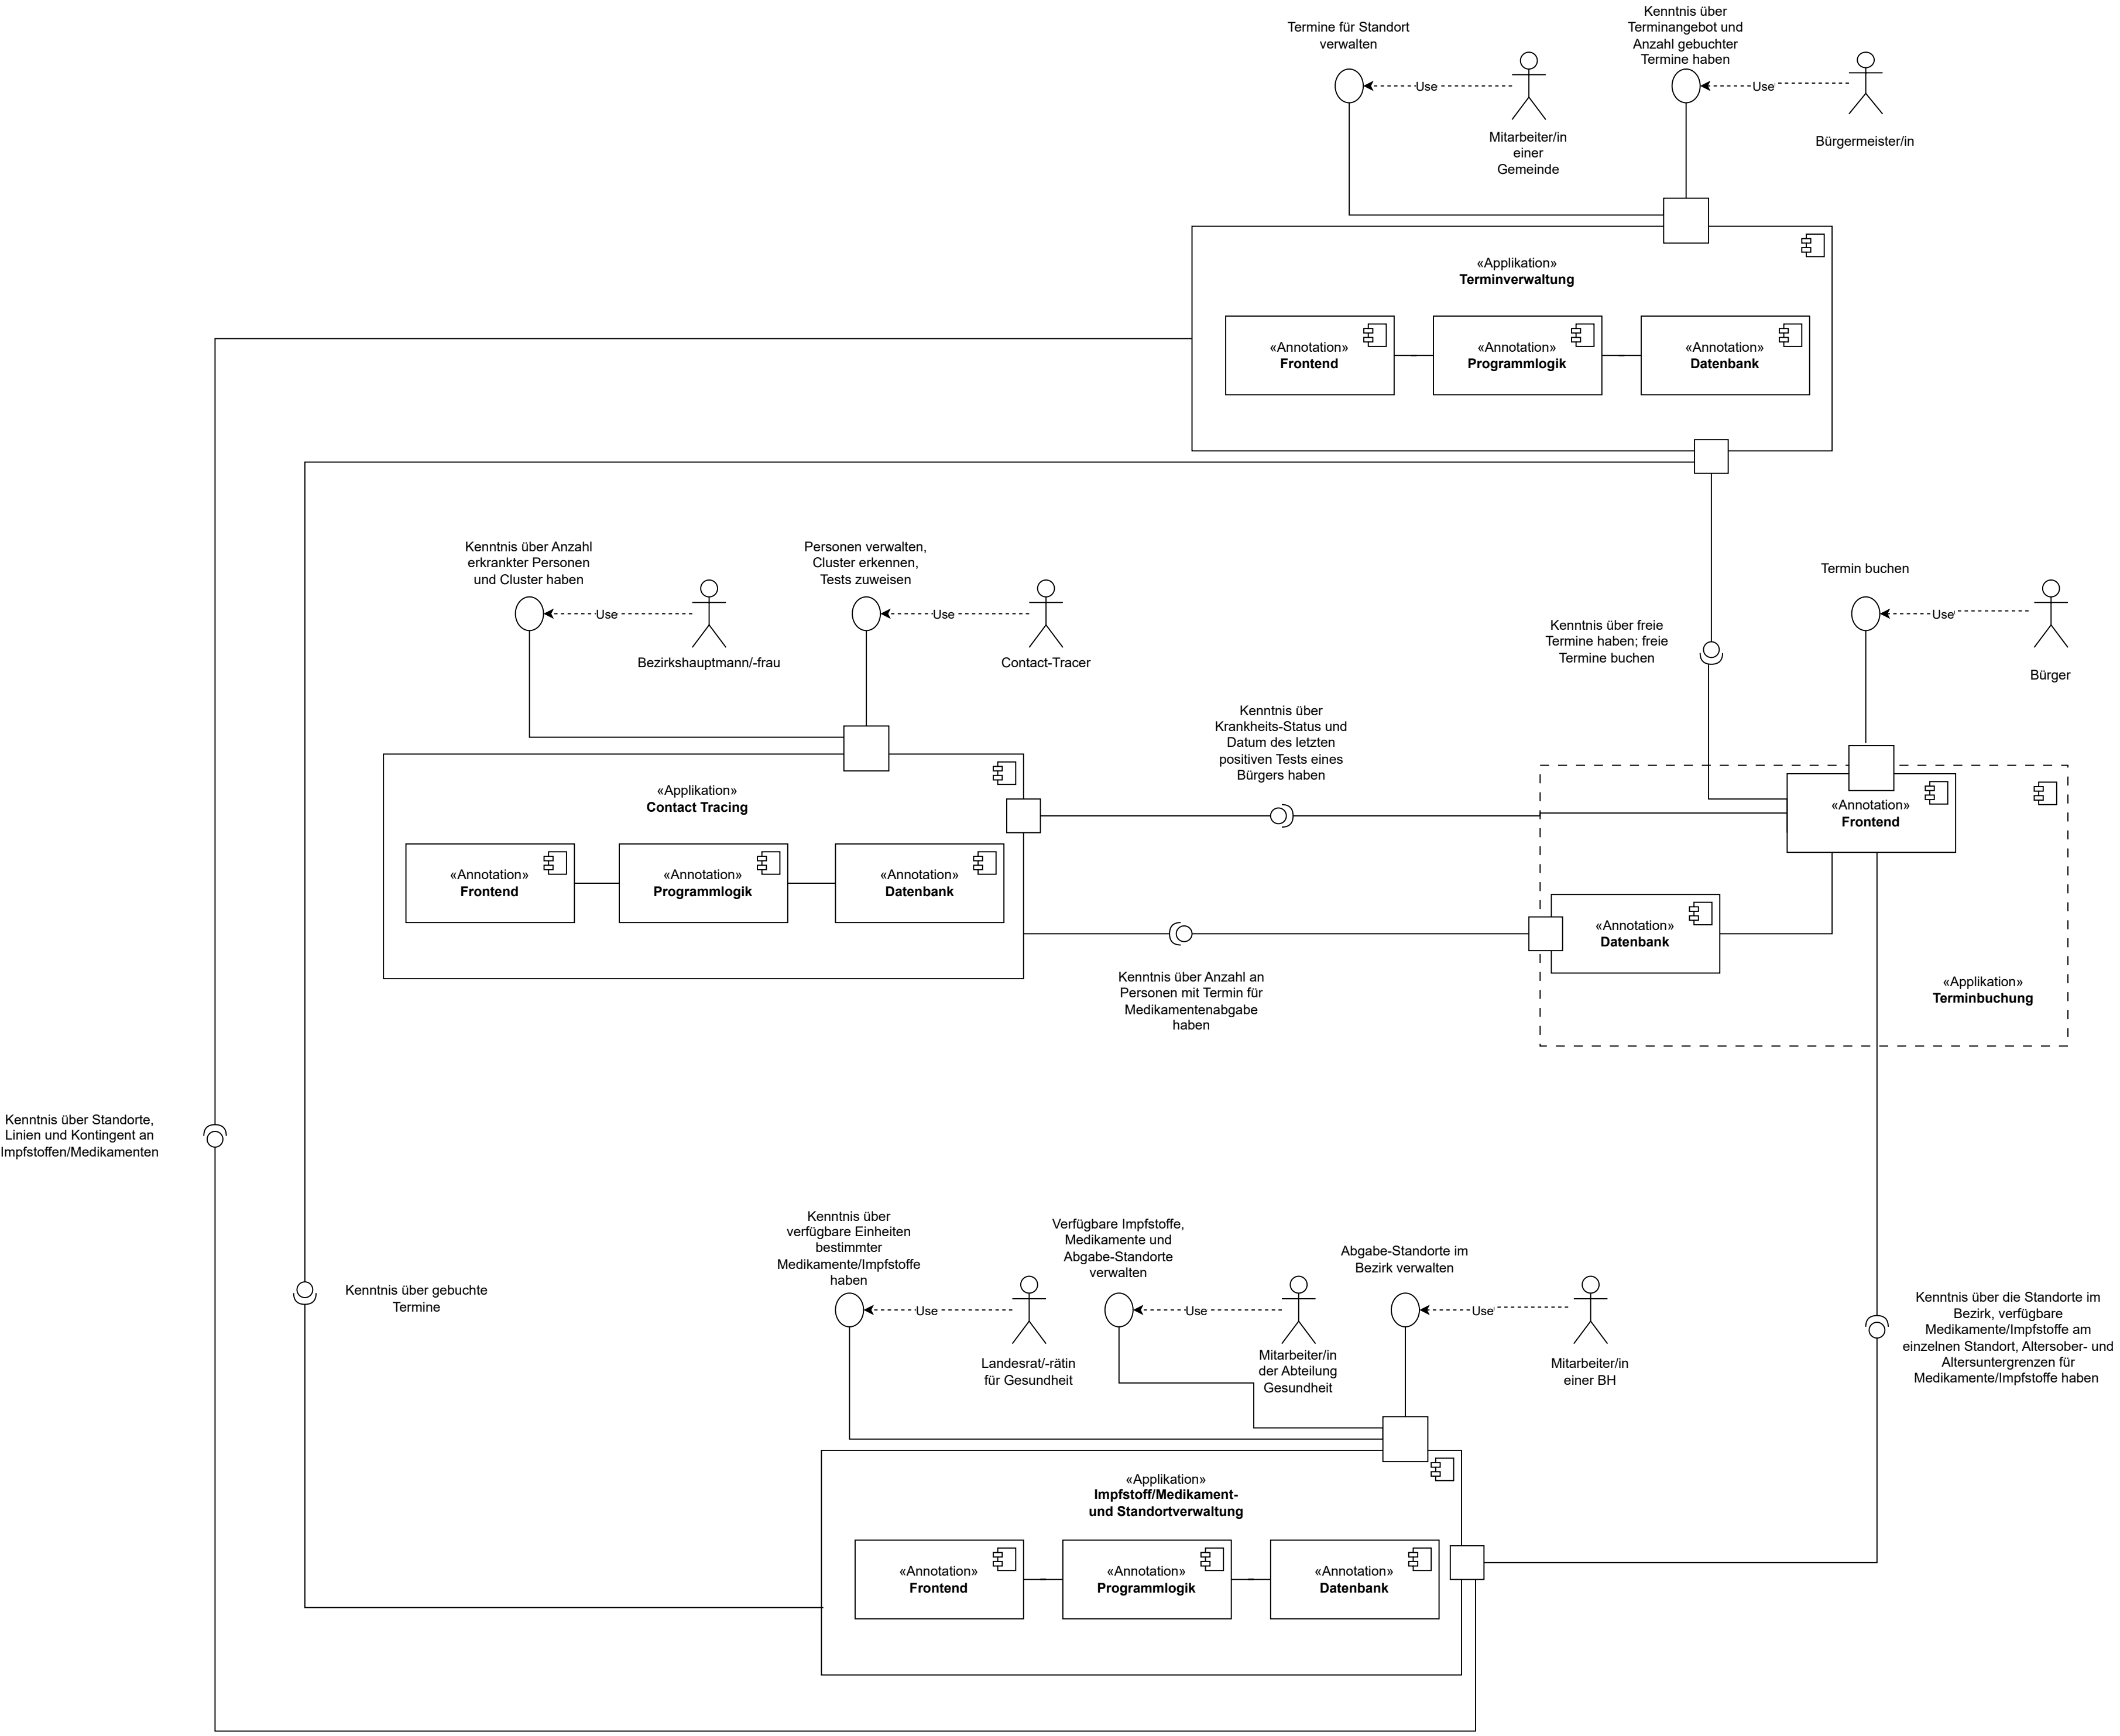 Termine für Standort
verwalten
Kenntnis über
Terminangebot und
Anzahl gebuchter
Termine haben
Use
Use
Mitarbeiter/in
einer
Gemeinde
Bürgermeister/in
«Applikation»
Terminverwaltung
«Annotation»
Frontend
«Annotation»
Programmlogik
«Annotation»
Datenbank
Kenntnis über Anzahl
erkrankter Personen
und Cluster haben
Use
Bezirkshauptmann/-frau
Personen verwalten,
Cluster erkennen,
Tests zuweisen
Use
Contact-Tracer
Kenntnis über freie
Termine haben; freie
Termine buchen
Termin buchen
Use
Bürger
Kenntnis über
Krankheits-Status und
Datum des letzten
positiven Tests eines
Bürgers haben
«Applikation»
Contact Tracing
«Annotation»
Frontend
«Annotation»
Programmlogik
«Annotation»
Datenbank
«Annotation»
Frontend
«Annotation»
Datenbank
«Applikation»
Terminbuchung
Kenntnis über Anzahl an
Personen mit Termin für
Medikamentenabgabe
haben
Kenntnis über Standorte,
Linien und Kontingent an
Impfstoffen/Medikamenten
Kenntnis über gebuchte
Termine
Kenntnis über
verfügbare Einheiten
bestimmter
Medikamente/Impfstoffe
haben
Use
Landesrat/-rätin
für Gesundheit
Verfügbare Impfstoffe,
Medikamente und
Abgabe-Standorte
verwalten
Use
Mitarbeiter/in
der Abteilung
Gesundheit
Abgabe-Standorte im
Bezirk verwalten
Use
Mitarbeiter/in
einer BH
Kenntnis über die Standorte im
Bezirk, verfügbare
Medikamente/Impfstoffe am
einzelnen Standort, Altersober- und
Altersuntergrenzen für
Medikamente/Impfstoffe haben
«Applikation»
Impfstoff/Medikament-
und Standortverwaltung
«Annotation»
Frontend
«Annotation»
Programmlogik
«Annotation»
Datenbank